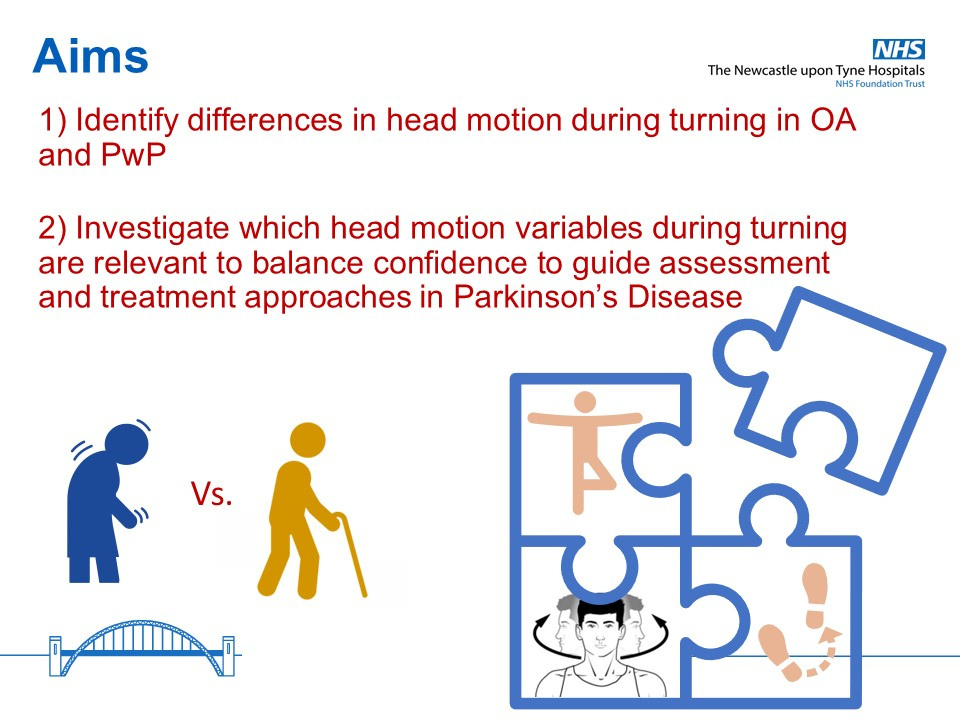 Aims
NHS
The Newcastle upon Tyne Hospitals
NHS Foundation Trust
1) Identify differences in head motion during turning in OA
and PwP
2) Investigate which head motion variables during turning
are relevant to balance confidence to guide assessment
and treatment approaches in Parkinson’s Disease
Vs.